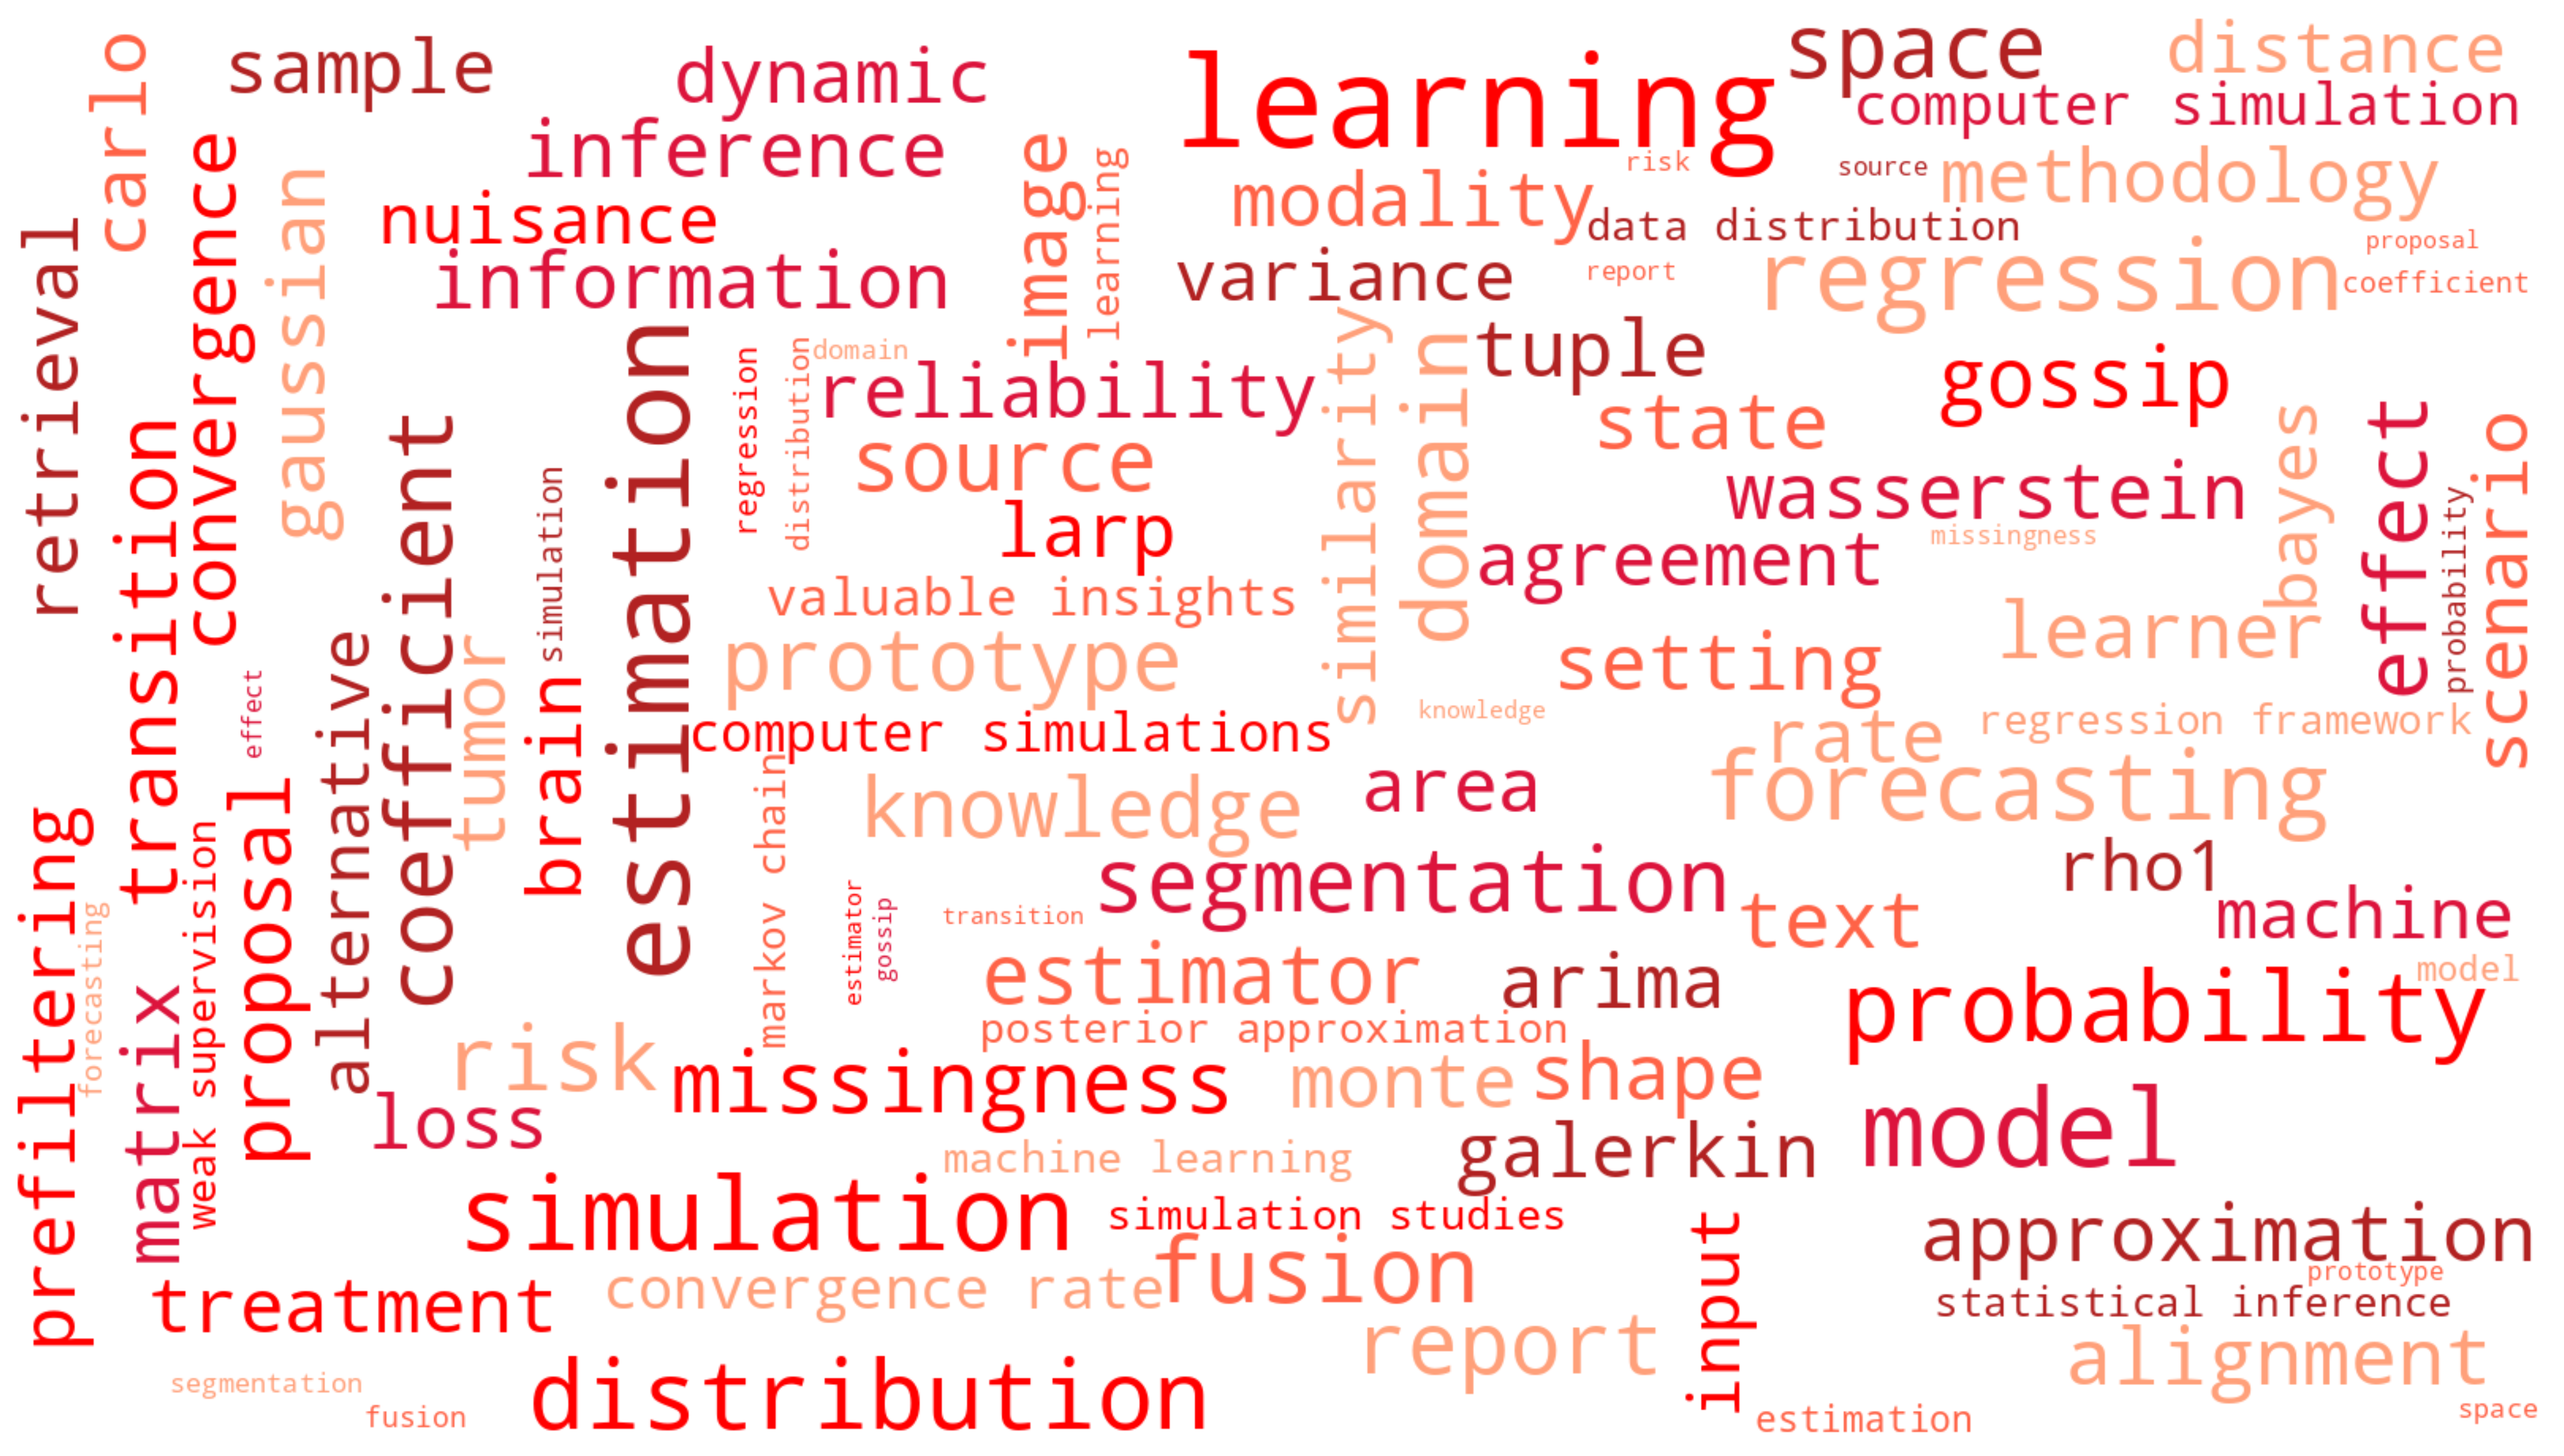 carlo
sample
dynamic
learning
space
distance
computer simulation
inference
image
learning
risk
source
methodology
convergence
gaussian
nuisance
modality
data distribution
proposal
retrieval
information
variance
report
regression
coefficient
estimation
domain
reliability
similarity
domain
tuple
gossip
regression
distribution
state
bayes
effect
scenario
transition
coefficient
source
wasserstein
simulation
larp
agreement
missingness
probability
valuable insights
learner
alternative
tumor
prototype
setting
effect
brain
computer simulations
knowledge
rate
regression framework
proposal
markov chain
knowledge
area
forecasting
prefiltering
weak supervision
segmentation
rho1
forecasting
estimator
gossip
transition
text
machine
matrix
estimator
arima
model
probability
posterior approximation
risk
missingness
monte
shape
loss
model
machine learning
galerkin
simulation
simulation studies
input
approximation
treatment
convergence rate
fusion
prototype
statistical inference
report
alignment
segmentation
fusion
distribution
estimation
space